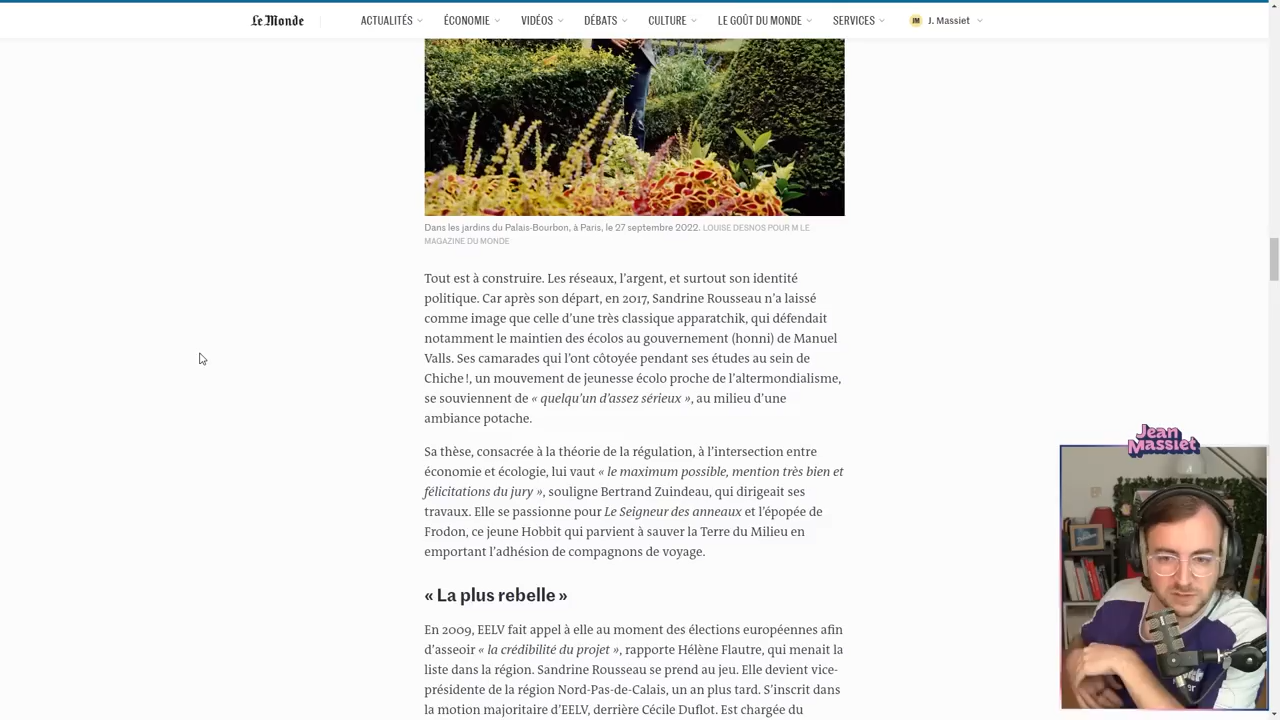 Le Monde
ACTUALITÉS
ÉCONOMIE
VIDÉOS
DÉBATS
CULTURE
LE GOÛT DU MONDE
SERVICES
JM
J. Massiet
Dans les jardins du Palais-Bourbon, à Paris, le 27 septembre 2022. LOUISE DESNOS POUR M LE
MAGAZINE DU MONDE
Tout est à construire. Les réseaux, l’argent, et surtout son identité
politique. Car après son départ, en 2017, Sandrine Rousseau n’a laissé
comme image que celle d’une très classique apparatchik, qui défendait
notamment le maintien des écolos au gouvernement (honni) de Manuel
Valls. Ses camarades qui l’ont côtoyée pendant ses études au sein de
Chiche !, un mouvement de jeunesse écolo proche de l’altermondialisme,
se souviennent de « quelqu’un d’assez sérieux », au milieu d’une
ambiance potache.
Sa thèse, consacrée à la théorie de la régulation, à l’intersection entre
économie et écologie, lui vaut « le maximum possible, mention très bien et
félicitations du jury », souligne Bertrand Zuindeau, qui dirigeait ses
travaux. Elle se passionne pour Le Seigneur des anneaux et l’épopée de
Frodon, ce jeune Hobbit qui parvient à sauver la Terre du Milieu en
emportant l’adhésion de compagnons de voyage.
« La plus rebelle »
En 2009, EELV fait appel à elle au moment des élections européennes afin
d’asseoir « la crédibilité du projet », rapporte Hélène Flautre, qui menait la
liste dans la région. Sandrine Rousseau se prend au jeu. Elle devient vice-
présidente de la région Nord-Pas-de-Calais, un an plus tard. S’inscrit dans
la motion majoritaire d’EELV, derrière Cécile Duflot. Est chargée du
Jean
Massiet